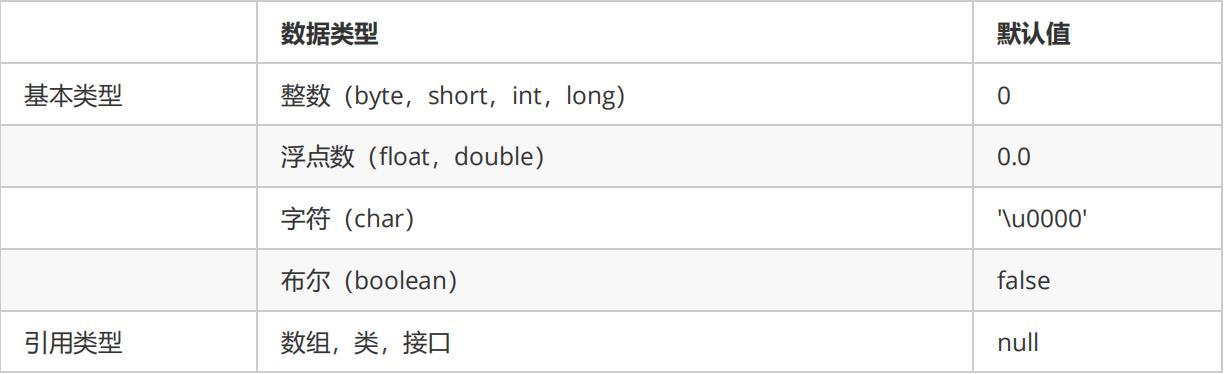 数据类型 默认值
基本类型 整数（byte，short，int，long） 0
浮点数（float，double） 0.0
字符（char） '\u0000'
布尔（boolean） false
引用类型 数组，类，接口 null